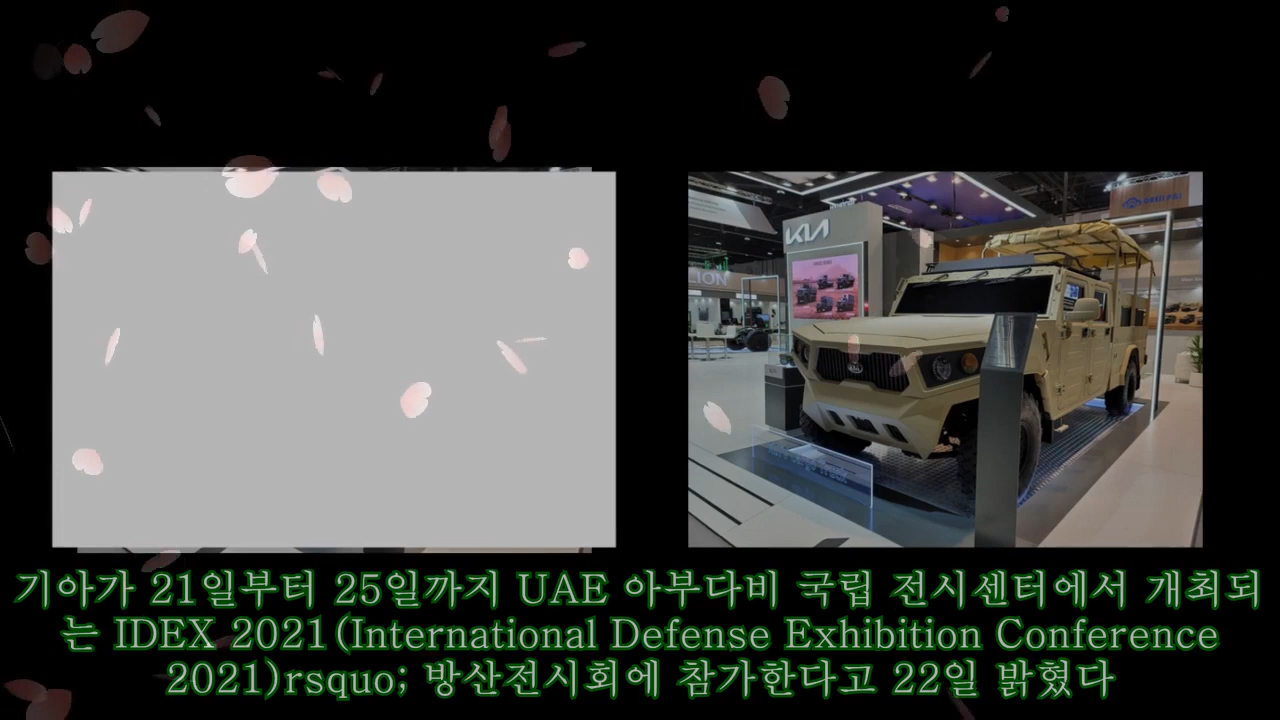 KIA
LION
기아가 21일부터 25일까지 UAE 아부다비 국립 전시센터에서 개최되
는 IDEX 2021(International Defense Exhibition Conference
2021)rsquo; 방산전시회에 참가한다고 22일 밝혔다